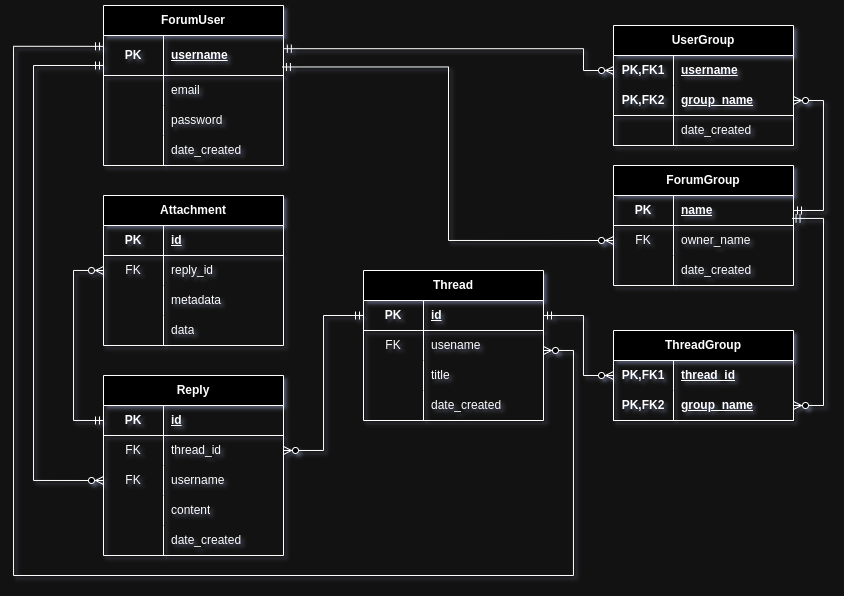 ForumUser
PK username
email
password
date_created
Attachment
PK id
FK reply_id
metadata
data
Reply
PK id
FK thread_id
FK username
content
date_created
Thread
PK id
FK usename
title
date_created
UserGroup
PK,FK1 username
PK,FK2 group_name
date_created
ForumGroup
PK name
FK owner_name
date_created
ThreadGroup
PK,FK1 thread_id
PK,FK2 group_name